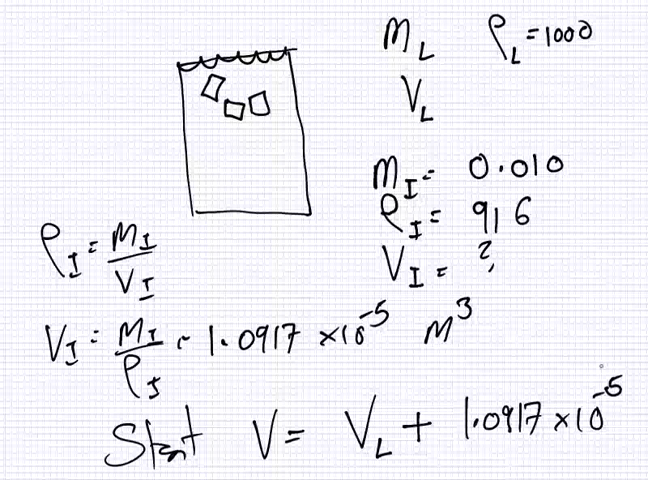 M_L ρ_L = 1000
V_L
M_I = 0.010
ρ_I = 916
V_I = ?
ρ_I = M_I / V_I
V_I = M_I / ρ_I = 1.0917 × 10^-5 M^3
Start V = V_L + 1.0917 × 10^-5